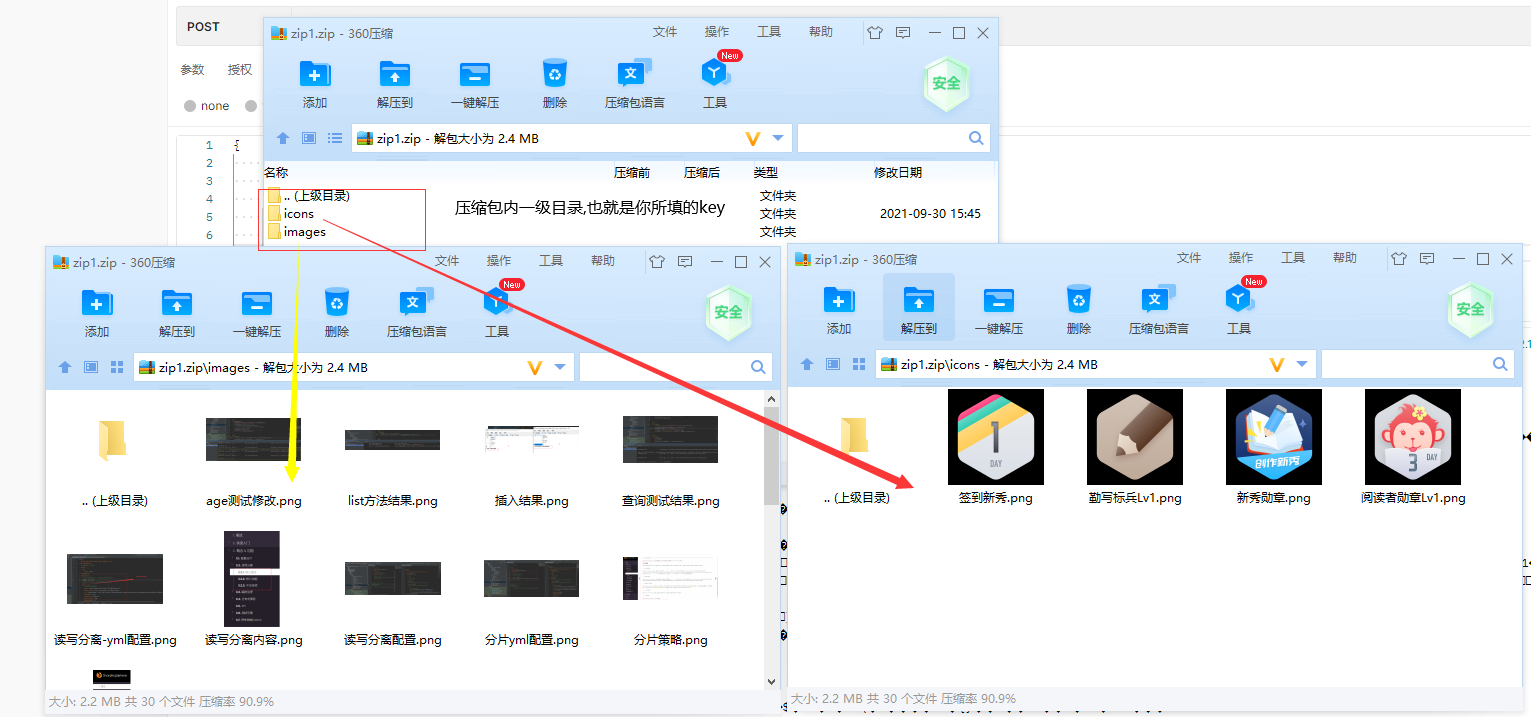 POST
参数 授权
none
1 {
2
3
4
5
6
zip1.zip - 360压缩
文件 操作 工具 帮助
添加 解压到 一键解压 删除 压缩包语言 工具
New
安全
zip1.zip - 解包大小为 2.4 MB
名称 压缩前 压缩后 类型 修改日期
.. (上级目录) 文件夹
icons 文件夹 2021-09-30 15:45
images 文件夹
压缩包内一级目录,也就是你所填的key
zip1.zip - 360压缩
文件 操作 工具 帮助
添加 解压到 一键解压 删除 压缩包语言 工具
New
安全
zip1.zip\images - 解包大小为 2.4 MB
.. (上级目录) age测试修改.png list方法结果.png 插入结果.png 查询测试结果.png
读写分离-yml配置.png 读写分离内容.png 读写分离配置.png 分片yml配置.png 分片策略.png
大小: 2.2 MB 共 30 个文件 压缩率 90.9%
zip1.zip - 360压缩
文件 操作 工具 帮助
添加 解压到 一键解压 删除 压缩包语言 工具
New
安全
zip1.zip\icons - 解包大小为 2.4 MB
1
DAY
创作新秀
3 DAY
.. (上级目录) 签到新秀.png 勤写标兵Lv1.png 新秀勋章.png 阅读者勋章Lv1.png
大小: 2.2 MB 共 30 个文件 压缩率 90.9%